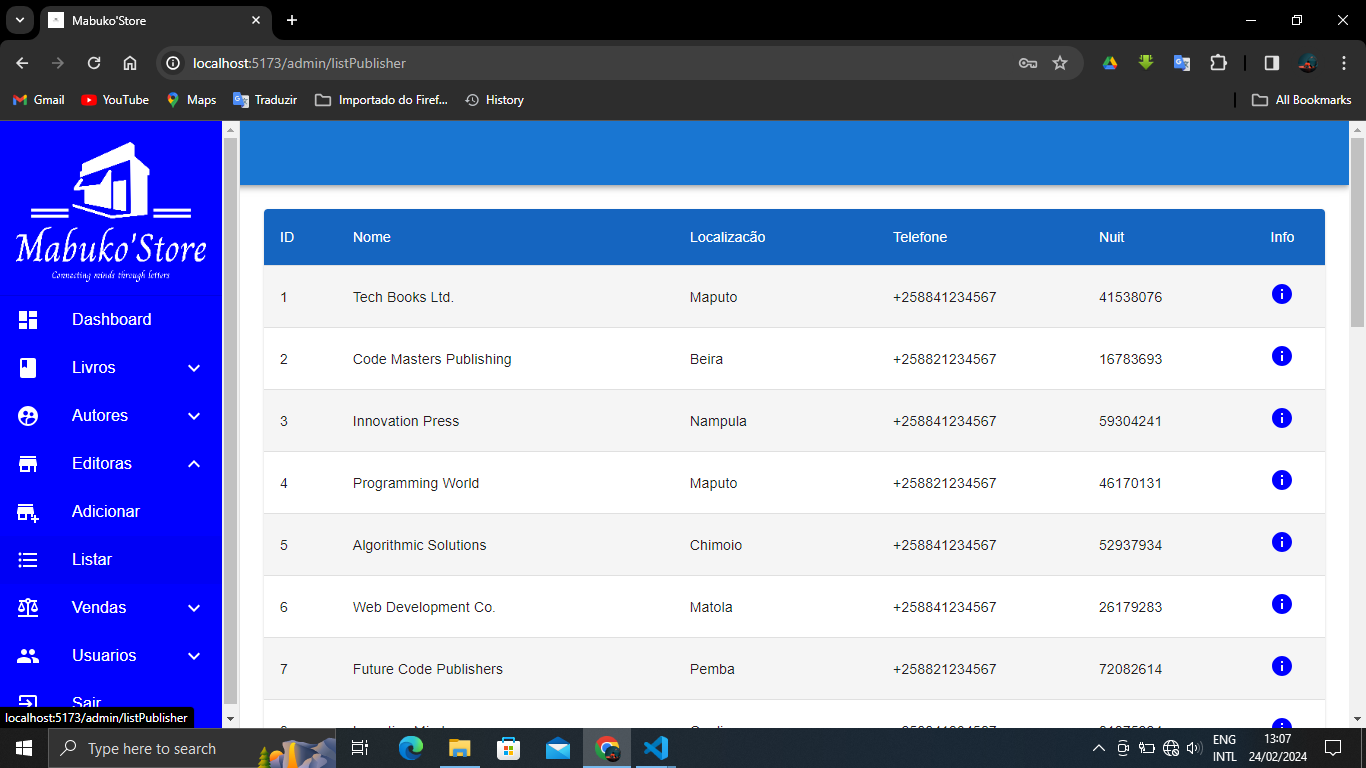 Mabuko'Store
localhost:5173/admin/listPublisher
Gmail YouTube Maps Traduzir Importado do Firef... History All Bookmarks
Mabuko'Store
Connecting minds through letters
Dashboard
Livros
Autores
Editoras
Adicionar
Listar
Vendas
Usuarios
Sair
localhost:5173/admin/listPublisher
ID Nome Localizacão Telefone Nuit Info
1 Tech Books Ltd. Maputo +258841234567 41538076
2 Code Masters Publishing Beira +258821234567 16783693
3 Innovation Press Nampula +258841234567 59304241
4 Programming World Maputo +258821234567 46170131
5 Algorithmic Solutions Chimoio +258841234567 52937934
6 Web Development Co. Matola +258841234567 26179283
7 Future Code Publishers Pemba +258821234567 72082614
Type here to search
ENG
INTL
13:07
24/02/2024